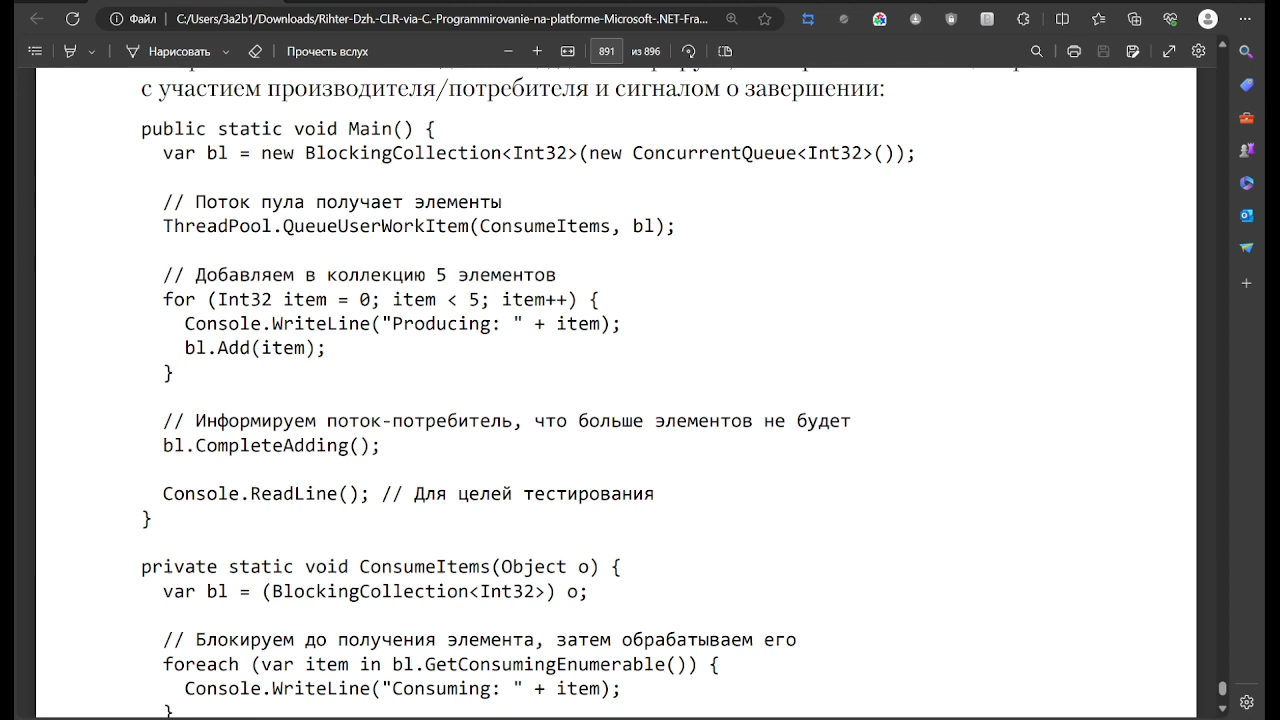 Файл
C:/Users/3a2b1/Downloads/Rihter-Dzh.-CLR-via-C.-Programmirovanie-na-platforme-Microsoft-.NET-Fra...
Нарисовать
Прочесть вслух
891
из 896
с участием производителя/потребителя и сигналом о завершении:
public static void Main() {
var bl = new BlockingCollection<Int32>(new ConcurrentQueue<Int32>());
// Поток пула получает элементы
ThreadPool.QueueUserWorkItem(ConsumeItems, bl);
// Добавляем в коллекцию 5 элементов
for (Int32 item = 0; item < 5; item++) {
Console.WriteLine("Producing: " + item);
bl.Add(item);
}
// Информируем поток-потребитель, что больше элементов не будет
bl.CompleteAdding();
Console.ReadLine(); // Для целей тестирования
}
private static void ConsumeItems(Object o) {
var bl = (BlockingCollection<Int32>) o;
// Блокируем до получения элемента, затем обрабатываем его
foreach (var item in bl.GetConsumingEnumerable()) {
Console.WriteLine("Consuming: " + item);
}